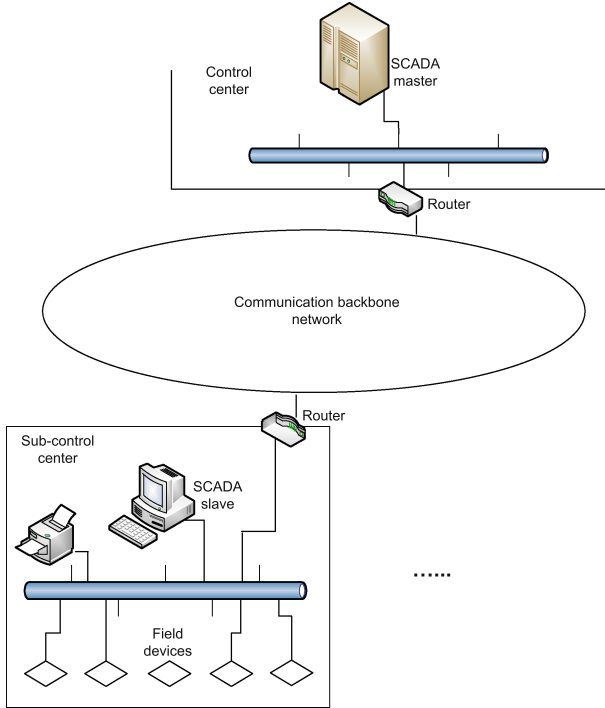 Control
center
SCADA
master
Router
Communication backbone
network
Router
Sub-control
center
SCADA
slave
......
Field
devices